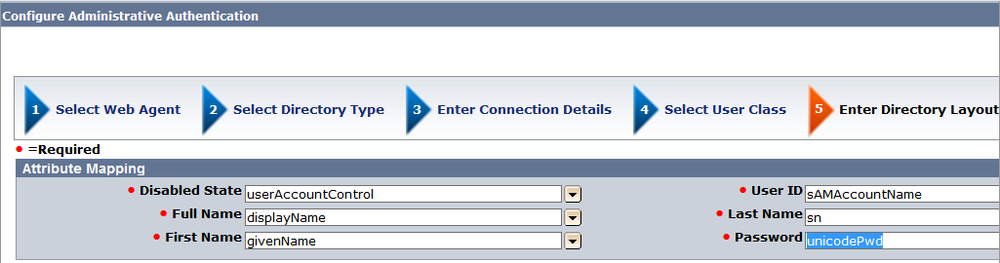 Configure Administrative Authentication
1 Select Web Agent 2 Select Directory Type 3 Enter Connection Details 4 Select User Class 5 Enter Directory Layout
=Required
Attribute Mapping
Disabled State userAccountControl User ID sAMAccountName
Full Name displayName Last Name sn
First Name givenName Password unicodePwd